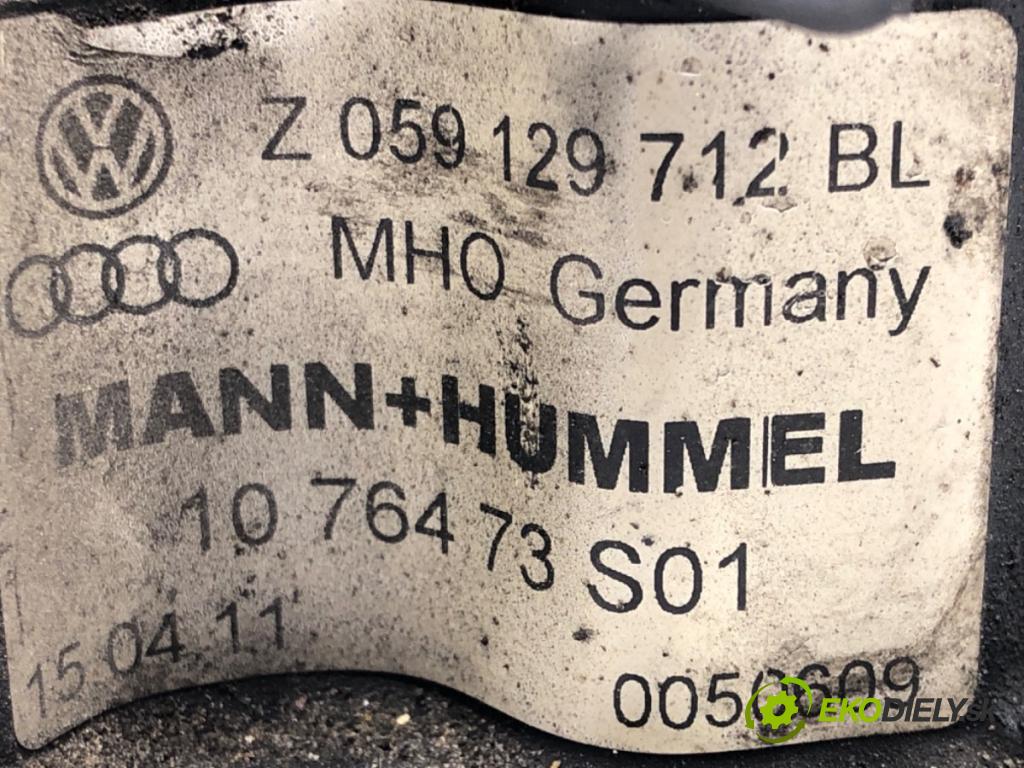 Z 059 129 712 BL
MHO Germany
MANN+HUMMEL
10 764 73 S01
15.04.11
EKODIELY.SK